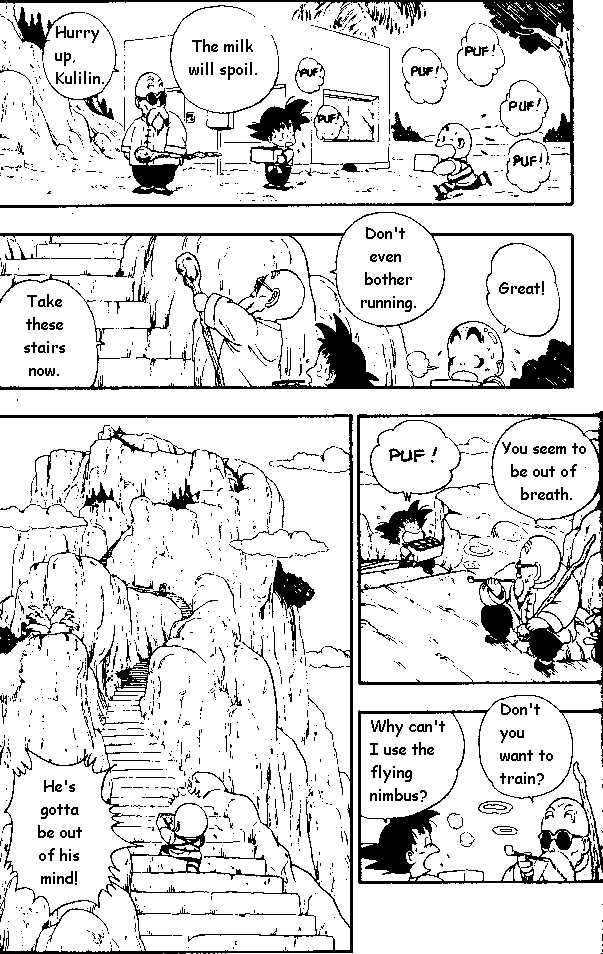 PUF!
PUF!
PUF!
PUF!
PUF!
PUF!
The milk
will spoil.
Hurry
up,
Kulilin.
Great!
Don't
even
bother
running.
Take
these
stairs
now.
You seem to
be out of
breath.
PUF!
Don't
you
want to
train?
Why can't
I use the
flying
nimbus?
He's
gotta
be out
of his
mind!